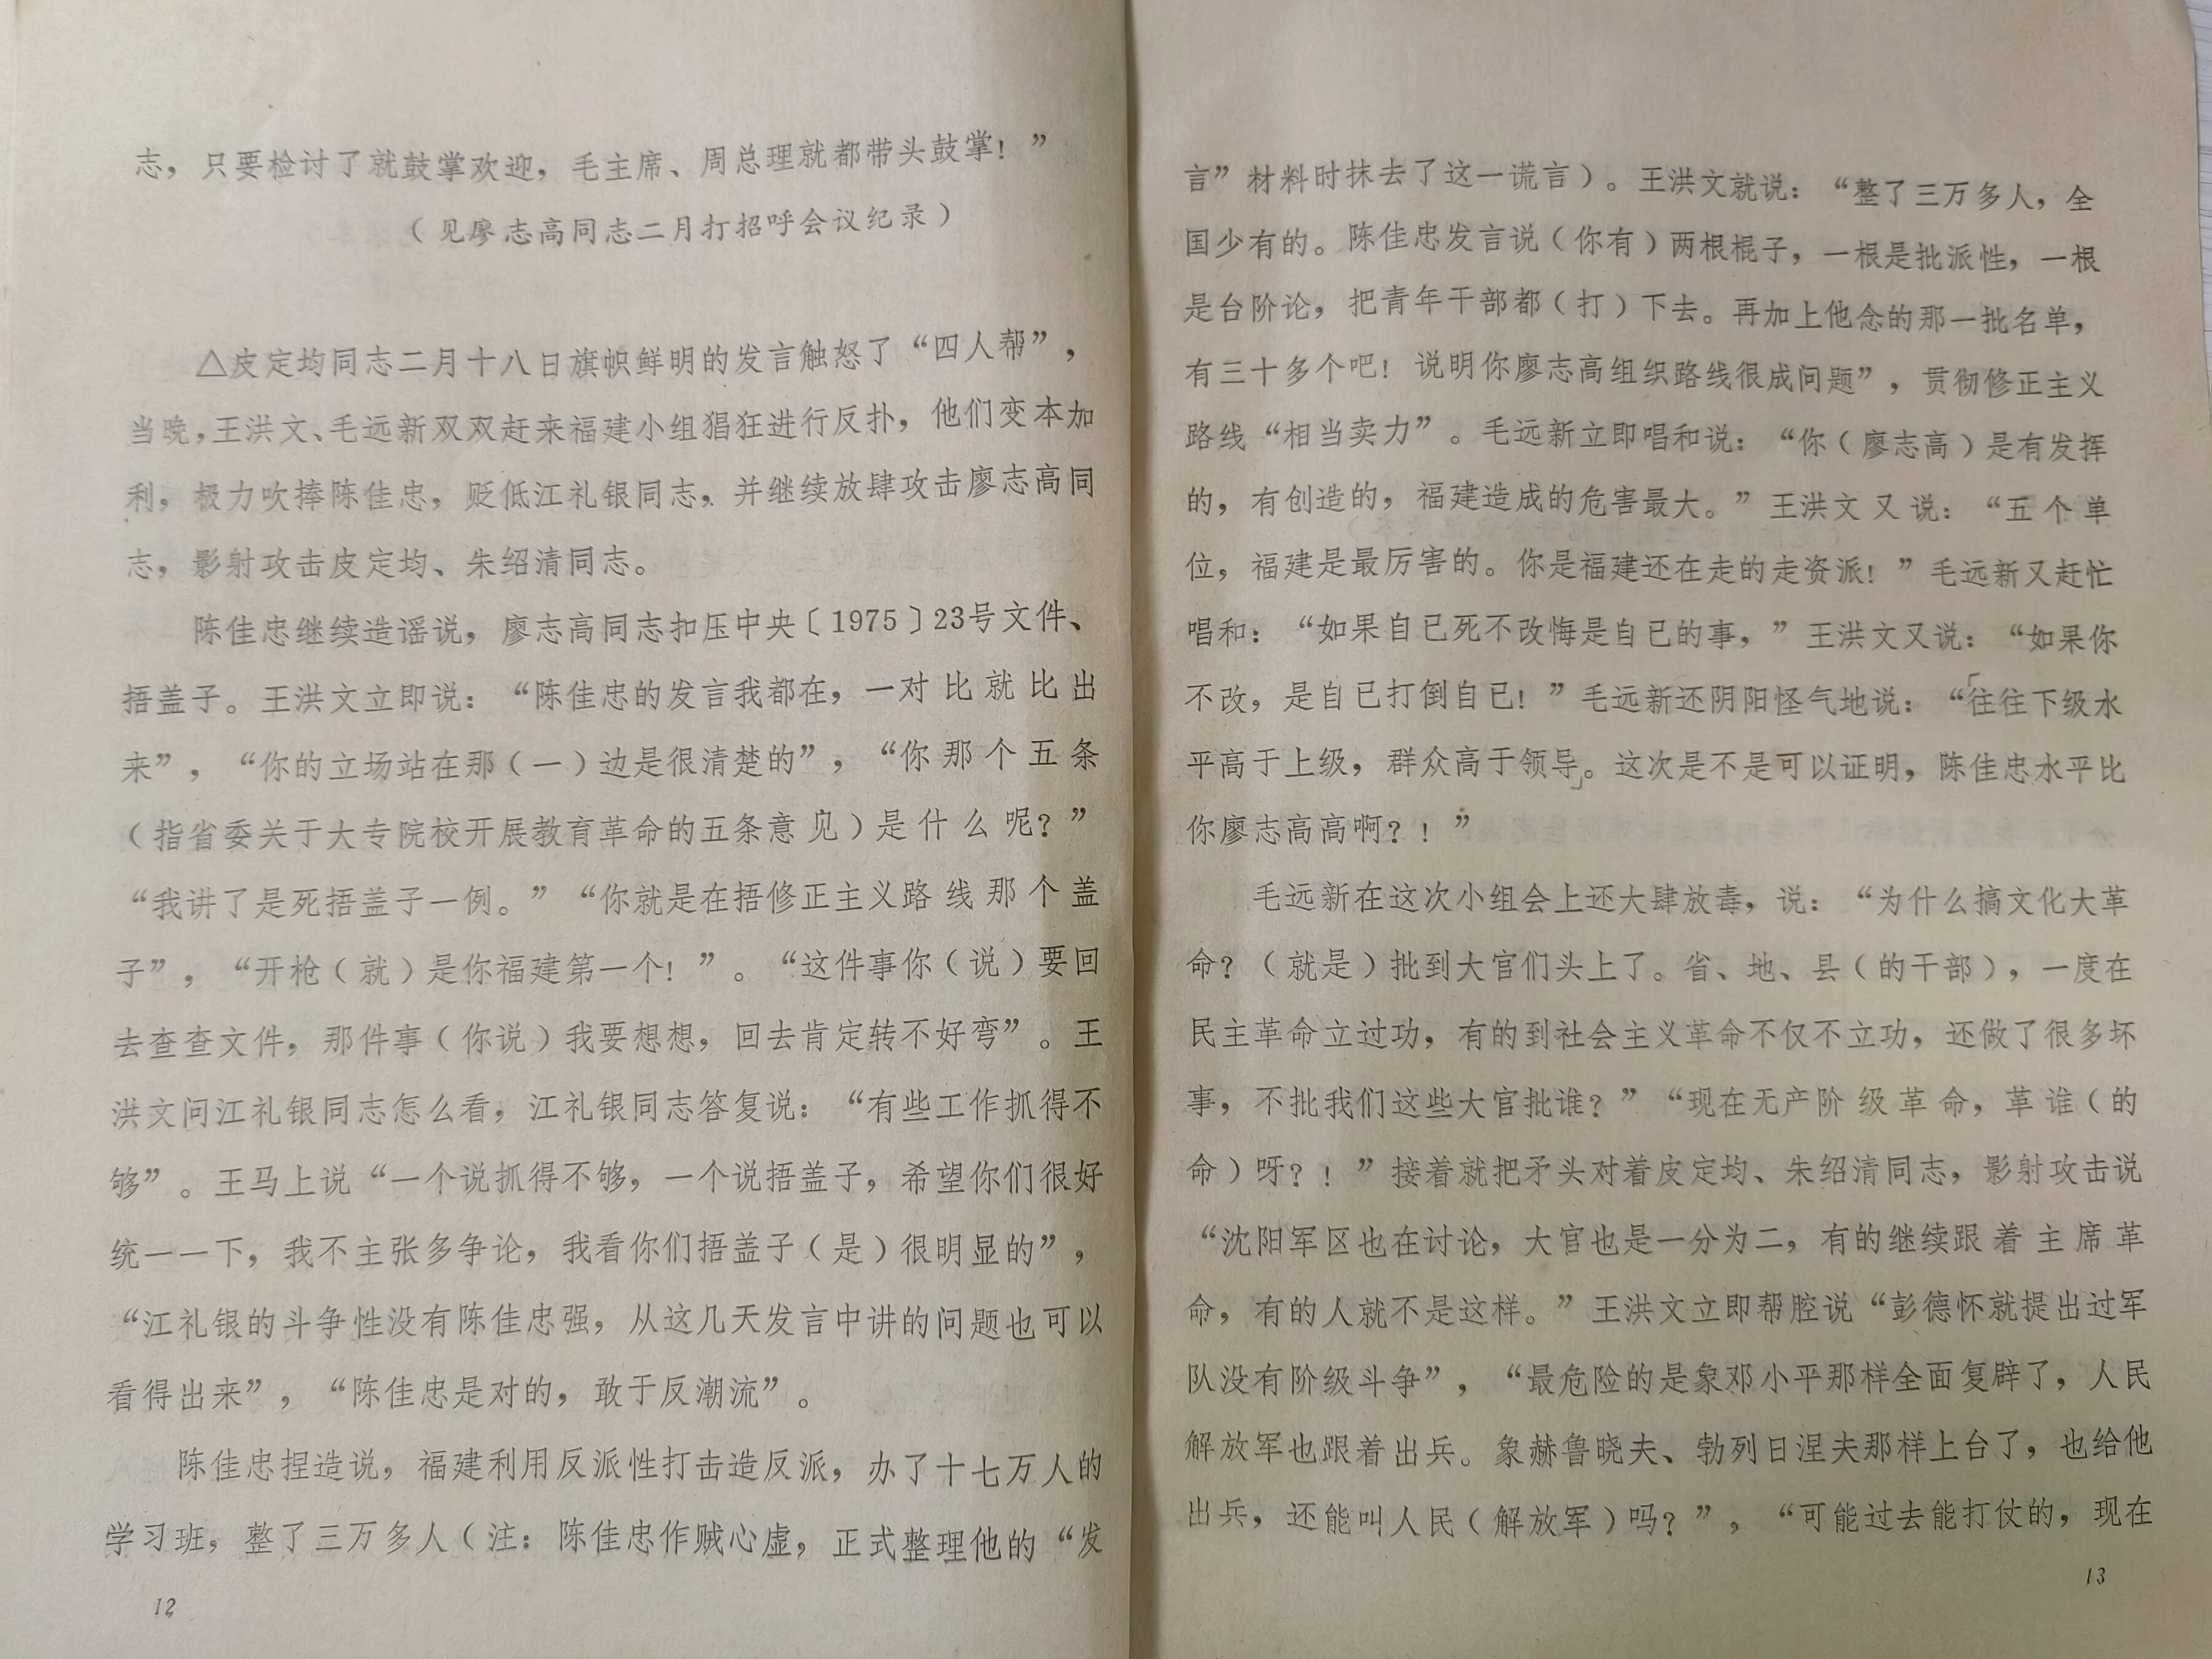 志，只要检讨了就鼓掌欢迎，毛主席、周总理就都带头鼓掌！”
（见廖志高同志二月打招呼会议纪录）
△皮定均同志二月十八日旗帜鲜明的发言触怒了“四人帮”，
当晚，王洪文、毛远新双双赶来福建小组猖狂进行反扑，他们变本加
利，极力吹捧陈佳忠，贬低江礼银同志，并继续放肆攻击廖志高同
志，影射攻击皮定均、朱绍清同志。
陈佳忠继续造谣说，廖志高同志扣压中央〔1975〕23号文件、
捂盖子。王洪文立即说：“陈佳忠的发言我都在，一对比就比出
来”，“你的立场站在那（一）边是很清楚的”，“你那个五条
（指省委关于大专院校开展教育革命的五条意见）是什么呢？”
“我讲了是死捂盖子一例。”“你就是在捂修正主义路线那个盖
子”，“开枪（就）是你福建第一个！”。“这件事你（说）要回
去查查文件，那件事（你说）我要想想，回去肯定转不好弯”。王
洪文问江礼银同志怎么看，江礼银同志答复说：“有些工作抓得不
够”。王马上说“一个说抓得不够，一个说捂盖子，希望你们很好
统一一下，我不主张多争论，我看你们捂盖子（是）很明显的”，
“江礼银的斗争性没有陈佳忠强，从这几天发言中讲的问题也可以
看得出来”，“陈佳忠是对的，敢于反潮流”。
陈佳忠捏造说，福建利用反派性打击造反派，办了十七万人的
学习班，整了三万多人（注：陈佳忠作贼心虚，正式整理他的“发
12
言”材料时抹去了这一谎言）。王洪文就说：“整了三万多人，全
国少有的。陈佳忠发言说（你有）两根棍子，一根是批派性，一根
是台阶论，把青年干部都（打）下去。再加上他念的那一批名单，
有三十多个吧！说明你廖志高组织路线很成问题”，贯彻修正主义
路线“相当卖力”。毛远新立即唱和说：“你（廖志高）是有发挥
的，有创造的，福建造成的危害最大。”王洪文又说：“五个单
位，福建是最厉害的。你是福建还在走的走资派！”毛远新又赶忙
唱和：“如果自已死不改悔是自已的事，”王洪文又说：“如果你
不改，是自已打倒自已！”毛远新还阴阳怪气地说：“往往下级水
平高于上级，群众高于领导。这次是不是可以证明，陈佳忠水平比
你廖志高高啊？！”
毛远新在这次小组会上还大肆放毒，说：“为什么搞文化大革
命？（就是）批到大官们头上了。省、地、县（的干部），一度在
民主革命立过功，有的到社会主义革命不仅不立功，还做了很多坏
事，不批我们这些大官批谁？”“现在无产阶级革命，革谁（的
命）呀？！”接着就把矛头对着皮定均、朱绍清同志，影射攻击说
“沈阳军区也在讨论，大官也是一分为二，有的继续跟着主席革
命，有的人就不是这样。”王洪文立即帮腔说“彭德怀就提出过军
队没有阶级斗争”，“最危险的是象邓小平那样全面复辟了，人民
解放军也跟着出兵。象赫鲁晓夫、勃列日涅夫那样上台了，也给他
出兵，还能叫人民（解放军）吗？”，“可能过去能打仗的，现在
13